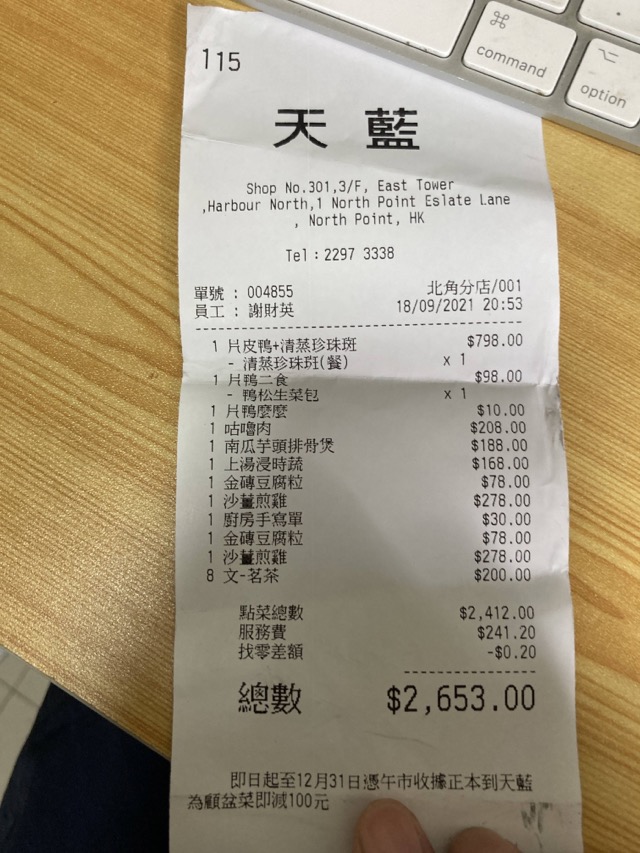 command
option
115
天藍
Shop No.301,3/F, East Tower
,Harbour North,1 North Point Eslate Lane
, North Point, HK
Tel：2297 3338
單號 : 004855 北角分店/001
員工 : 謝財英 18/09/2021 20:53
1 片皮鴨+清蒸珍珠斑 $798.00
- 清蒸珍珠斑(餐) x 1
1 片鴨二食 $98.00
- 鴨松生菜包 x 1
1 片鴨麼麼 $10.00
1 咕嚕肉 $208.00
1 南瓜芋頭排骨煲 $188.00
1 上湯浸時蔬 $168.00
1 金磚豆腐粒 $78.00
1 沙薑煎雞 $278.00
1 廚房手寫單 $30.00
1 金磚豆腐粒 $78.00
1 沙薑煎雞 $278.00
8 文-茗茶 $200.00
點菜總數 $2,412.00
服務費 $241.20
找零差額 -$0.20
總數 $2,653.00
即日起至12月31日憑午市收據正本到天藍
為顧盆菜即減100元